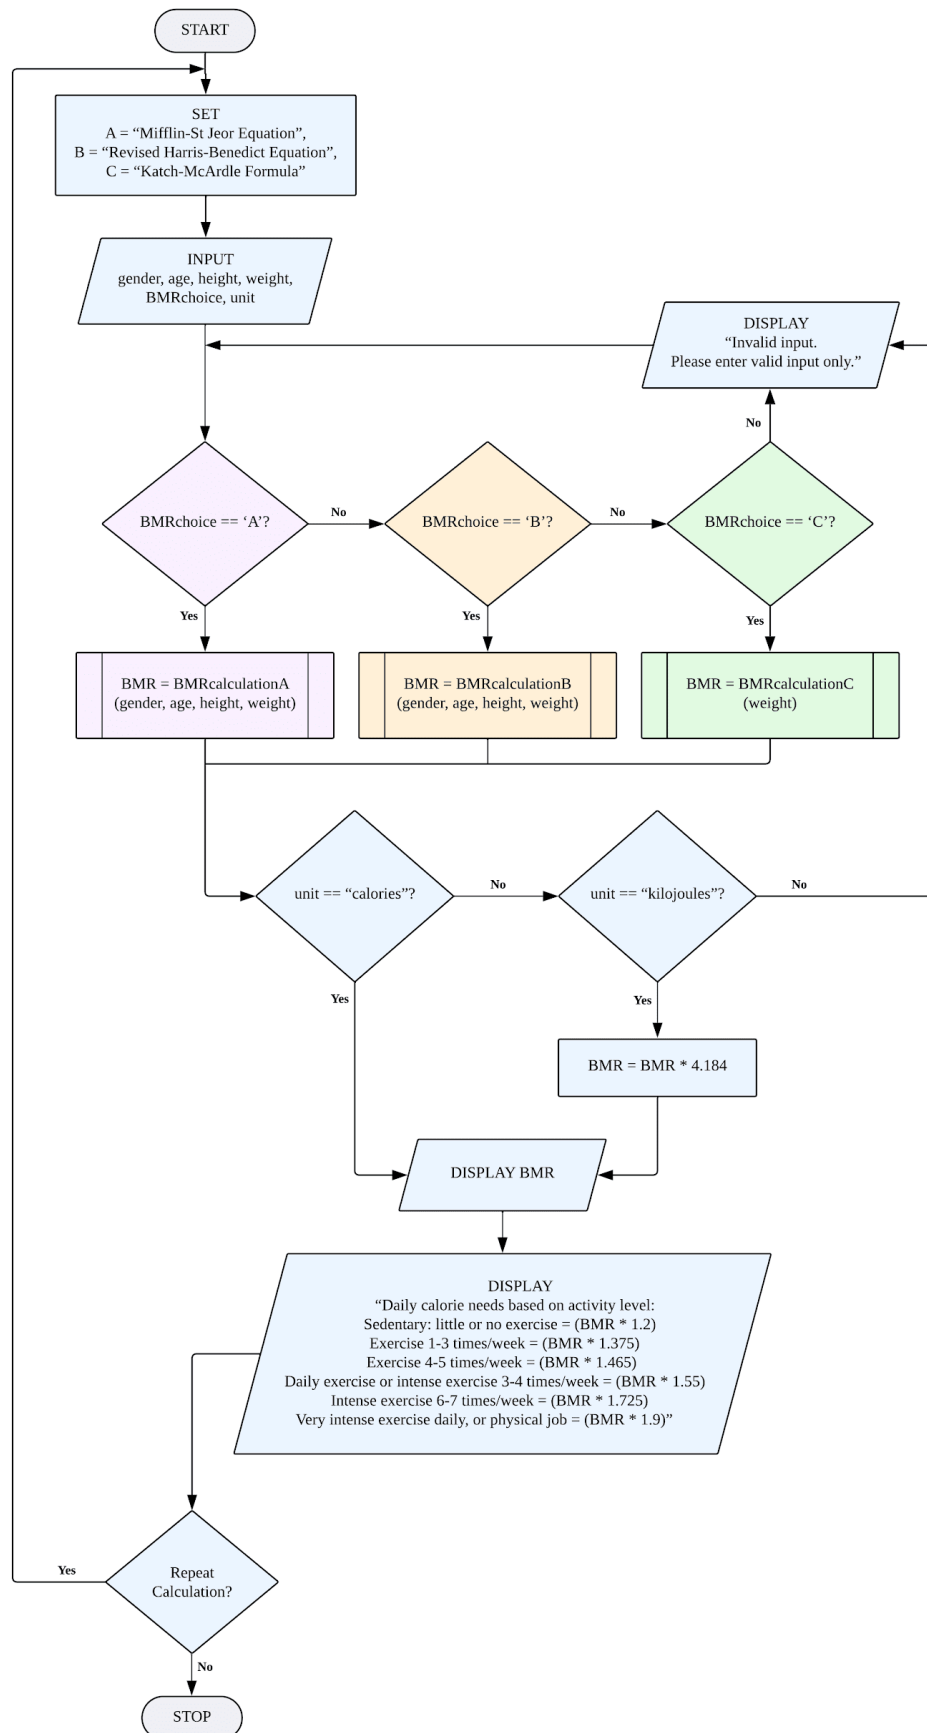 START
SET
A = “Mifflin-St Jeor Equation”,
B = “Revised Harris-Benedict Equation”,
C = “Katch-McArdle Formula”
INPUT
gender, age, height, weight,
BMRchoice, unit
DISPLAY
“Invalid input.
Please enter valid input only.”
No
BMRchoice == ‘A’?
No
BMRchoice == ‘B’?
No
BMRchoice == ‘C’?
Yes
Yes
Yes
BMR = BMRcalculationA
(gender, age, height, weight)
BMR = BMRcalculationB
(gender, age, height, weight)
BMR = BMRcalculationC
(weight)
unit == “calories”?
No
unit == “kilojoules”?
No
Yes
Yes
BMR = BMR * 4.184
DISPLAY BMR
DISPLAY
“Daily calorie needs based on activity level:
Sedentary: little or no exercise = (BMR * 1.2)
Exercise 1-3 times/week = (BMR * 1.375)
Exercise 4-5 times/week = (BMR * 1.465)
Daily exercise or intense exercise 3-4 times/week = (BMR * 1.55)
Intense exercise 6-7 times/week = (BMR * 1.725)
Very intense exercise daily, or physical job = (BMR * 1.9)”
Yes
Repeat
Calculation?
No
STOP